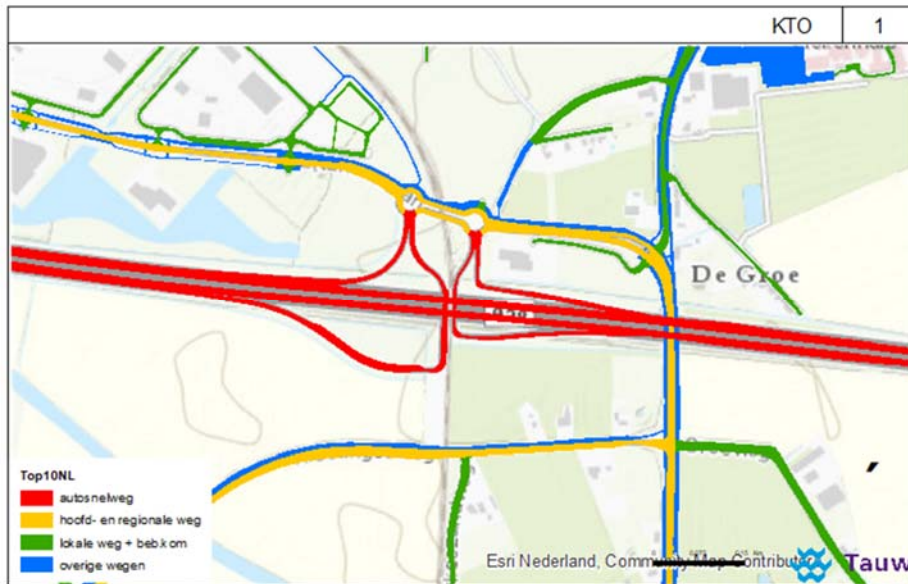 KTO 1
De Groe
Top10NL
autosnelweg
hoofd- en regionale weg
lokale weg + beb.kom
overige wegen
Esri Nederland, Community Map Contributo
Tauw